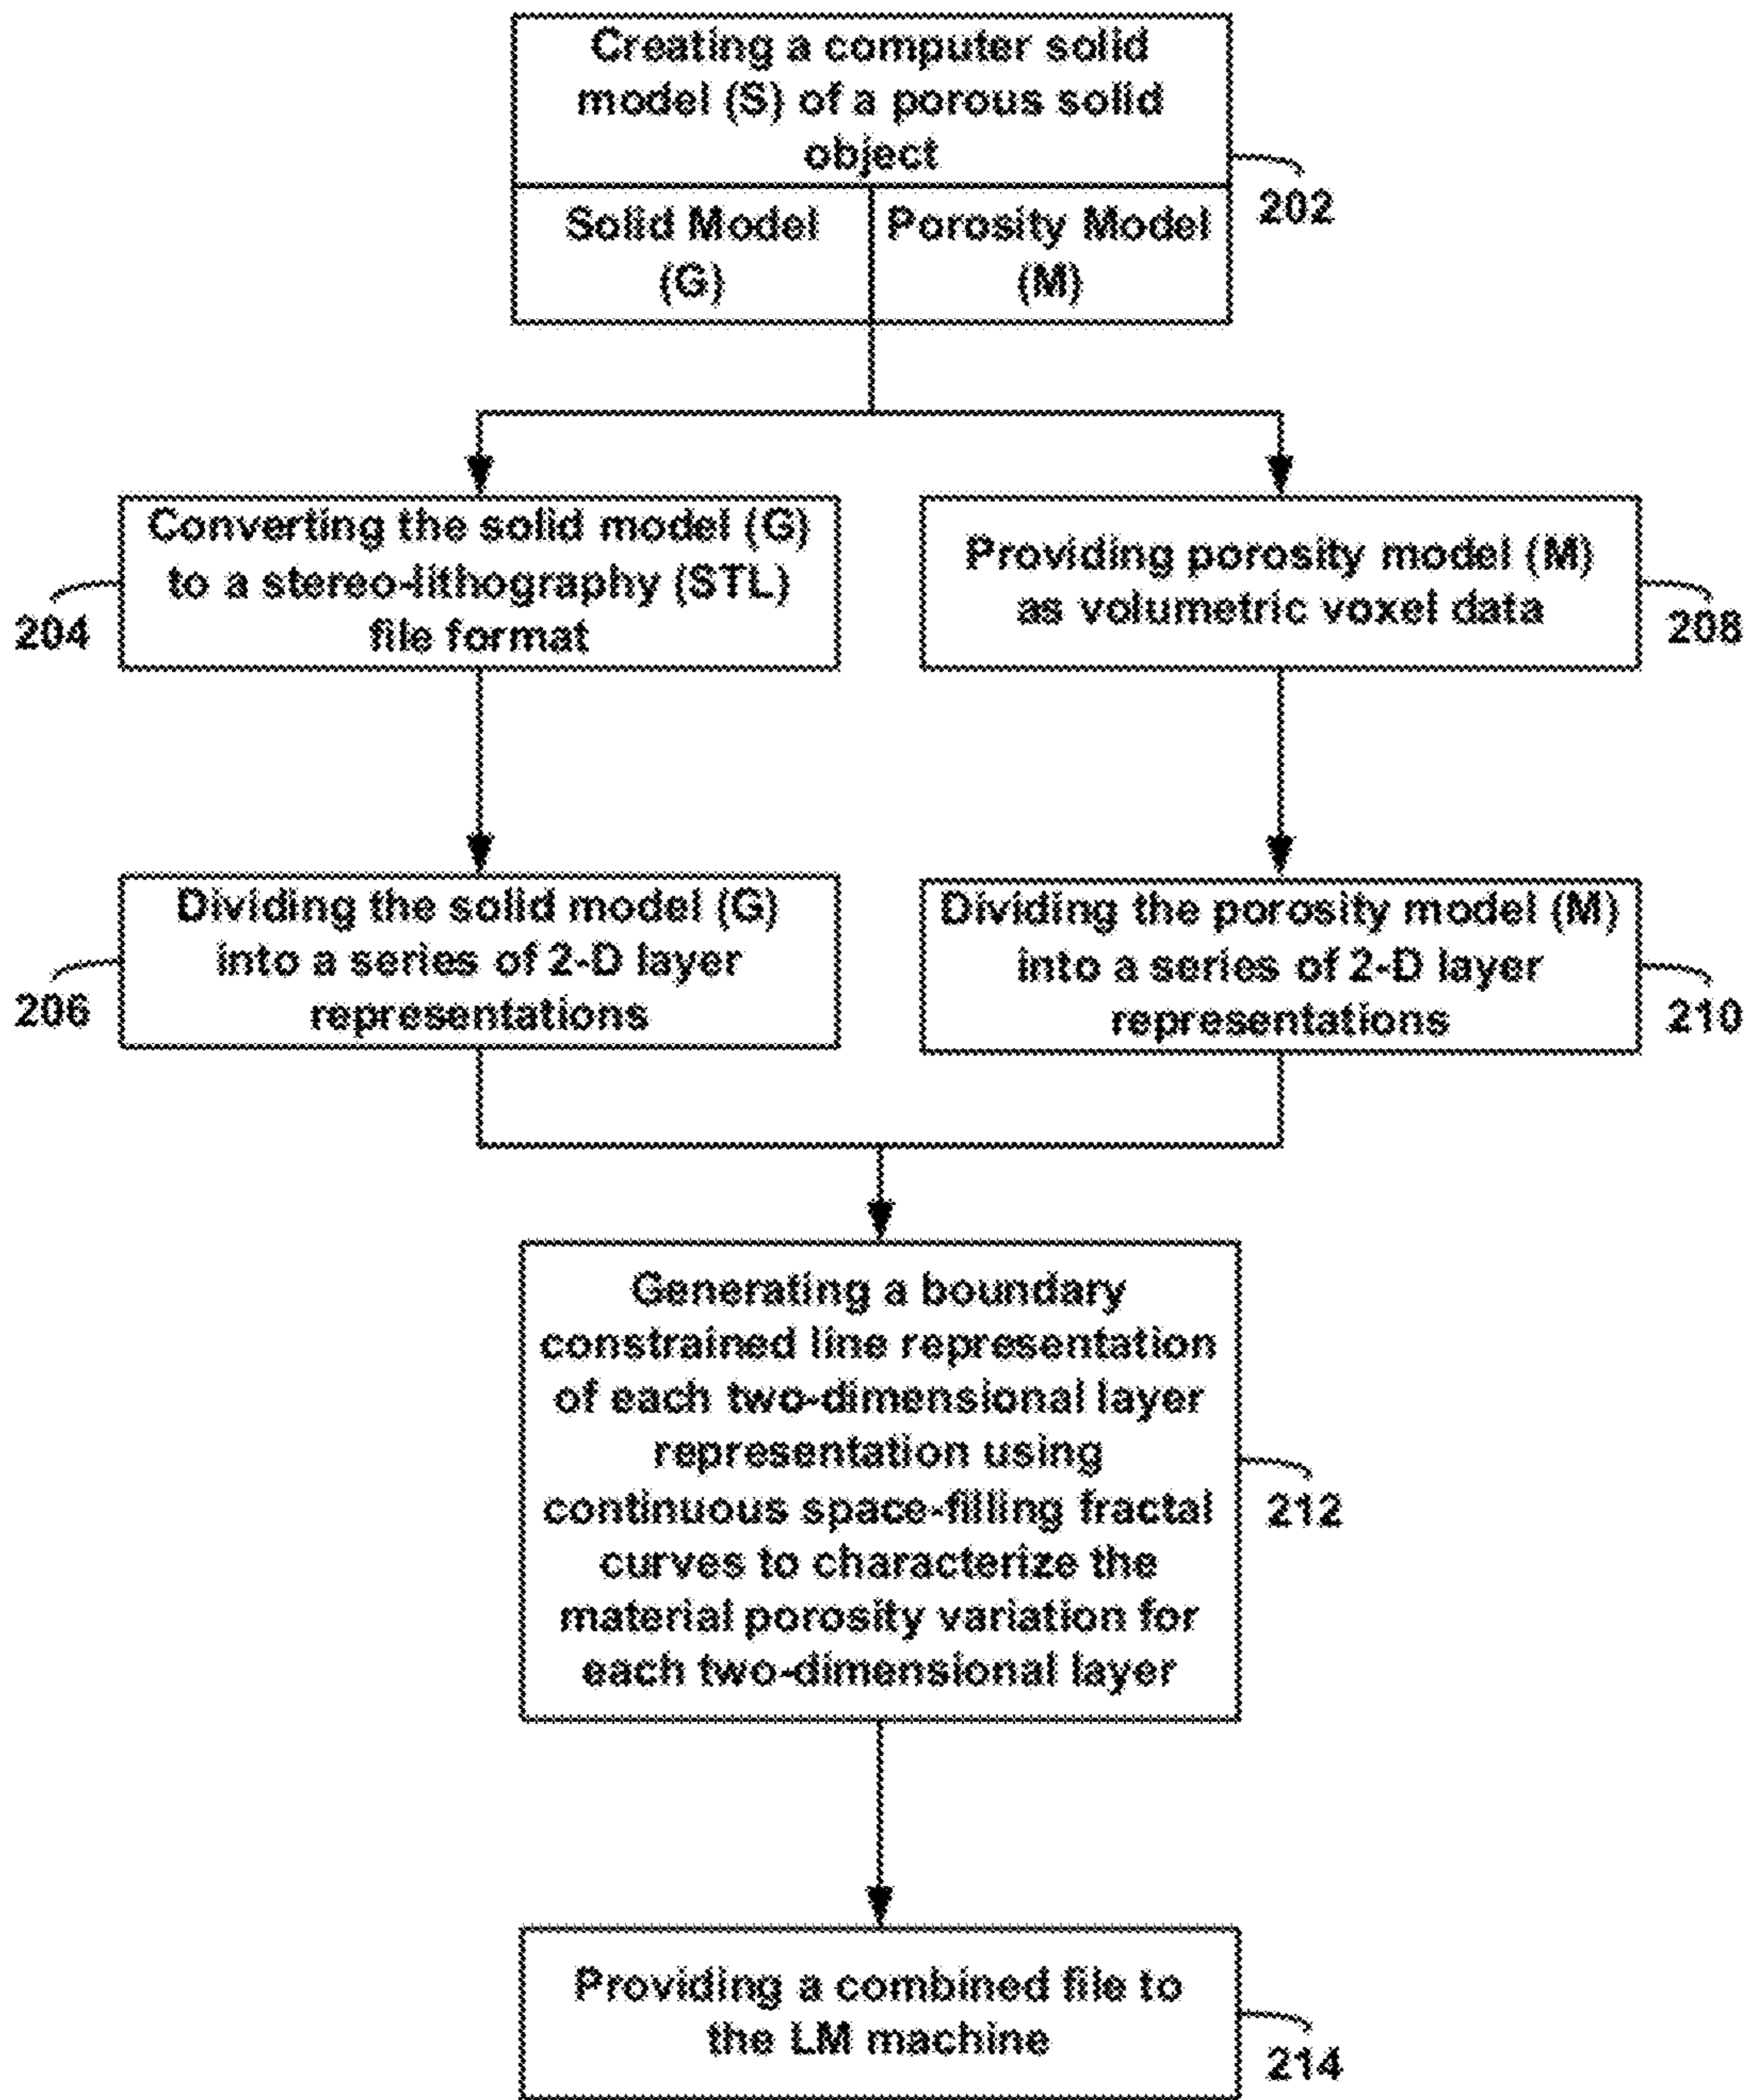 Creating a computer solid
model (S) of a porous solid
object
202
Solid Model
(G)
Porosity Model
(M)
Converting the solid model (G)
to a stereo-lithography (STL)
file format
204
Providing porosity model (M)
as volumetric voxel data
208
Dividing the solid model (G)
into a series of 2-D layer
representations
206
Dividing the porosity model (M)
into a series of 2-D layer
representations
210
Generating a boundary
constrained line representation
of each two-dimensional layer
representation using
continuous space-filling fractal
curves to characterize the
material porosity variation for
each two-dimensional layer
212
Providing a combined file to
the LM machine
214